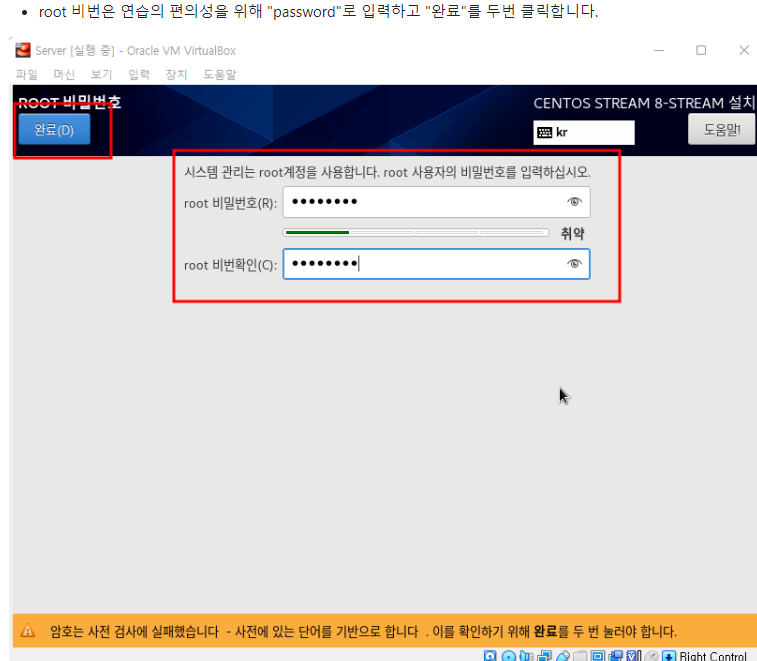 root 비번은 연습의 편의성을 위해 "password"로 입력하고 "완료"를 두번 클릭합니다.
Server [실행 중] - Oracle VM VirtualBox
파일 머신 보기 입력 장치 도움말
ROOT 비밀번호
CENTOS STREAM 8-STREAM 설치
완료(D)
kr
도움말!
시스템 관리는 root계정을 사용합니다. root 사용자의 비밀번호를 입력하십시오.
root 비밀번호(R): ●●●●●●●●
취약
root 비번확인(C): ●●●●●●●●
암호는 사전 검사에 실패했습니다 - 사전에 있는 단어를 기반으로 합니다 . 이를 확인하기 위해 완료를 두 번 눌러야 합니다.
Right Control